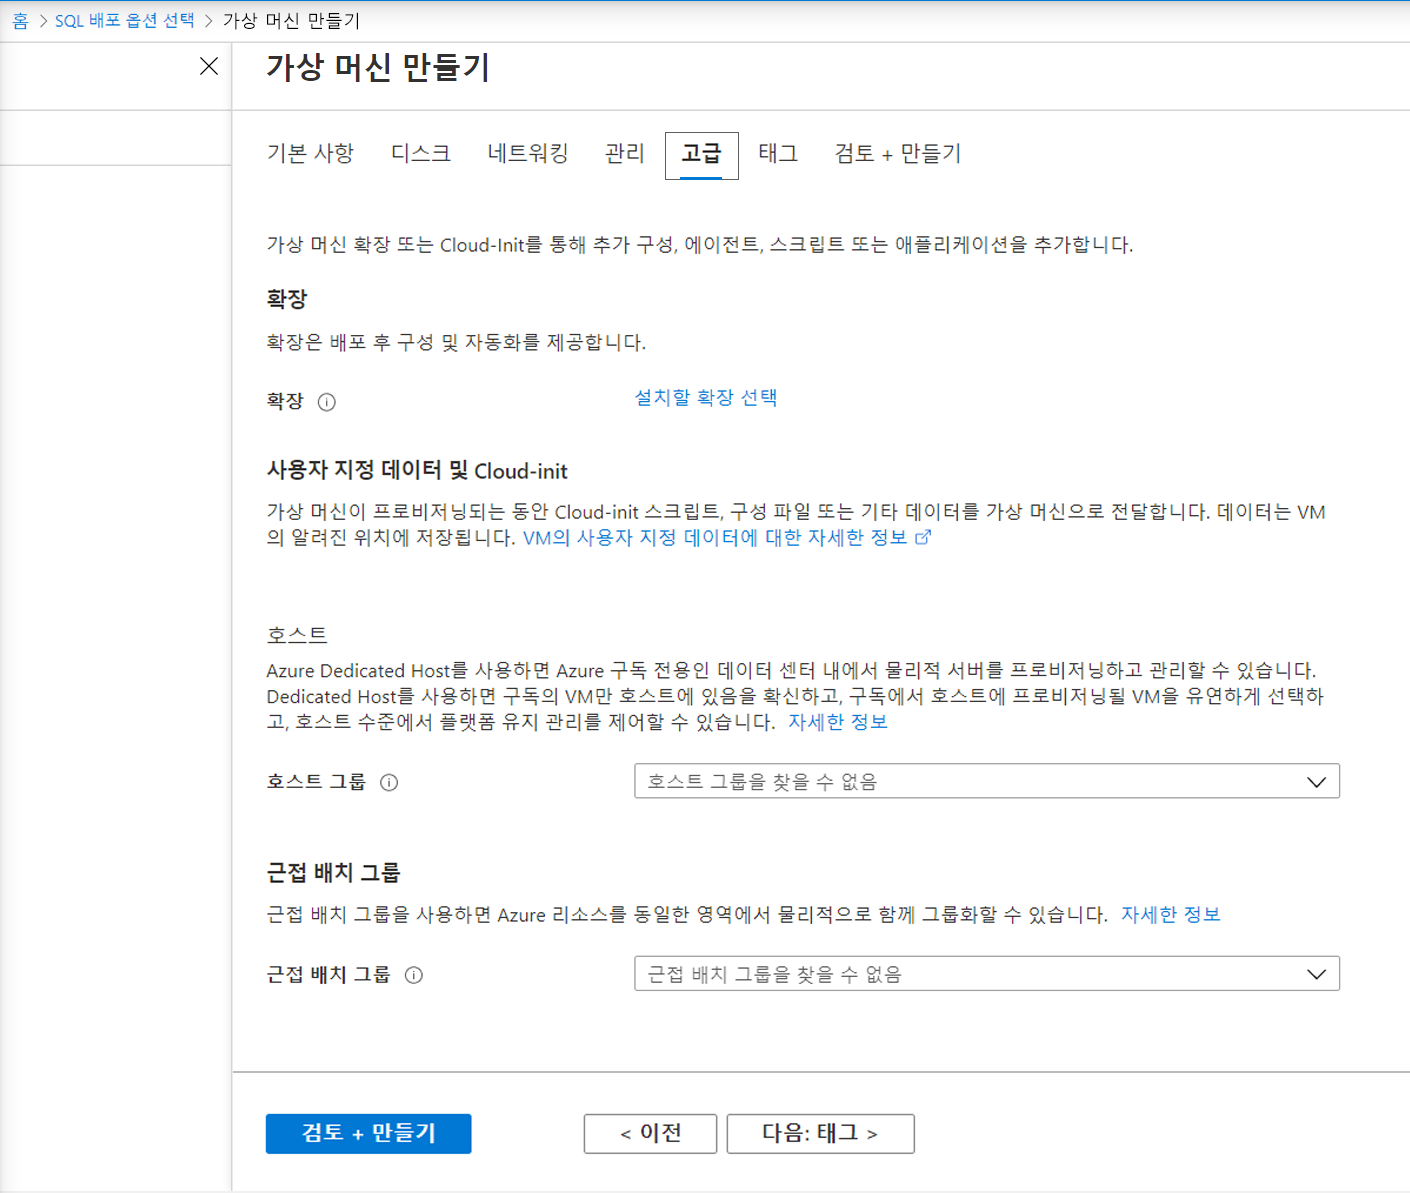 홈 > SQL 배포 옵션 선택 > 가상 머신 만들기
가상 머신 만들기
기본 사항 디스크 네트워킹 관리 고급 태그 검토 + 만들기
가상 머신 확장 또는 Cloud-Init를 통해 추가 구성, 에이전트, 스크립트 또는 애플리케이션을 추가합니다.
확장
확장은 배포 후 구성 및 자동화를 제공합니다.
확장 설치할 확장 선택
사용자 지정 데이터 및 Cloud-init
가상 머신이 프로비저닝되는 동안 Cloud-init 스크립트, 구성 파일 또는 기타 데이터를 가상 머신으로 전달합니다. 데이터는 VM
의 알려진 위치에 저장됩니다. VM의 사용자 지정 데이터에 대한 자세한 정보
호스트
Azure Dedicated Host를 사용하면 Azure 구독 전용인 데이터 센터 내에서 물리적 서버를 프로비저닝하고 관리할 수 있습니다.
Dedicated Host를 사용하면 구독의 VM만 호스트에 있음을 확인하고, 구독에서 호스트에 프로비저닝될 VM을 유연하게 선택하
고, 호스트 수준에서 플랫폼 유지 관리를 제어할 수 있습니다. 자세한 정보
호스트 그룹 호스트 그룹을 찾을 수 없음
근접 배치 그룹
근접 배치 그룹을 사용하면 Azure 리소스를 동일한 영역에서 물리적으로 함께 그룹화할 수 있습니다. 자세한 정보
근접 배치 그룹 근접 배치 그룹을 찾을 수 없음
검토 + 만들기 < 이전 다음: 태그 >